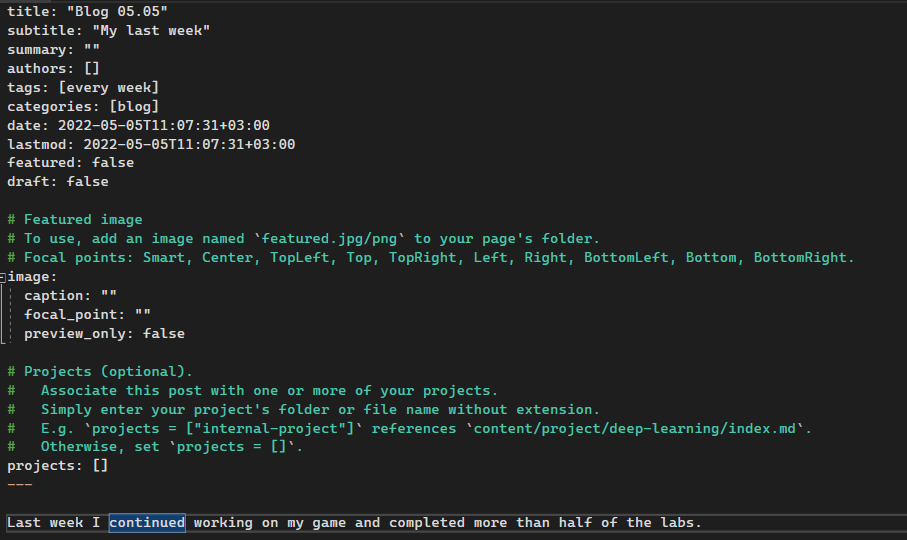 title: "Blog 05.05"
subtitle: "My last week"
summary: ""
authors: []
tags: [every week]
categories: [blog]
date: 2022-05-05T11:07:31+03:00
lastmod: 2022-05-05T11:07:31+03:00
featured: false
draft: false

# Featured image
# To use, add an image named `featured.jpg/png` to your page's folder.
# Focal points: Smart, Center, TopLeft, Top, TopRight, Left, Right, BottomLeft, Bottom, BottomRight.
image:
  caption: ""
  focal_point: ""
  preview_only: false

# Projects (optional).
#   Associate this post with one or more of your projects.
#   Simply enter your project's folder or file name without extension.
#   E.g. `projects = ["internal-project"]` references `content/project/deep-learning/index.md`.
#   Otherwise, set `projects = []`.
projects: []
---

Last week I continued working on my game and completed more than half of the labs.